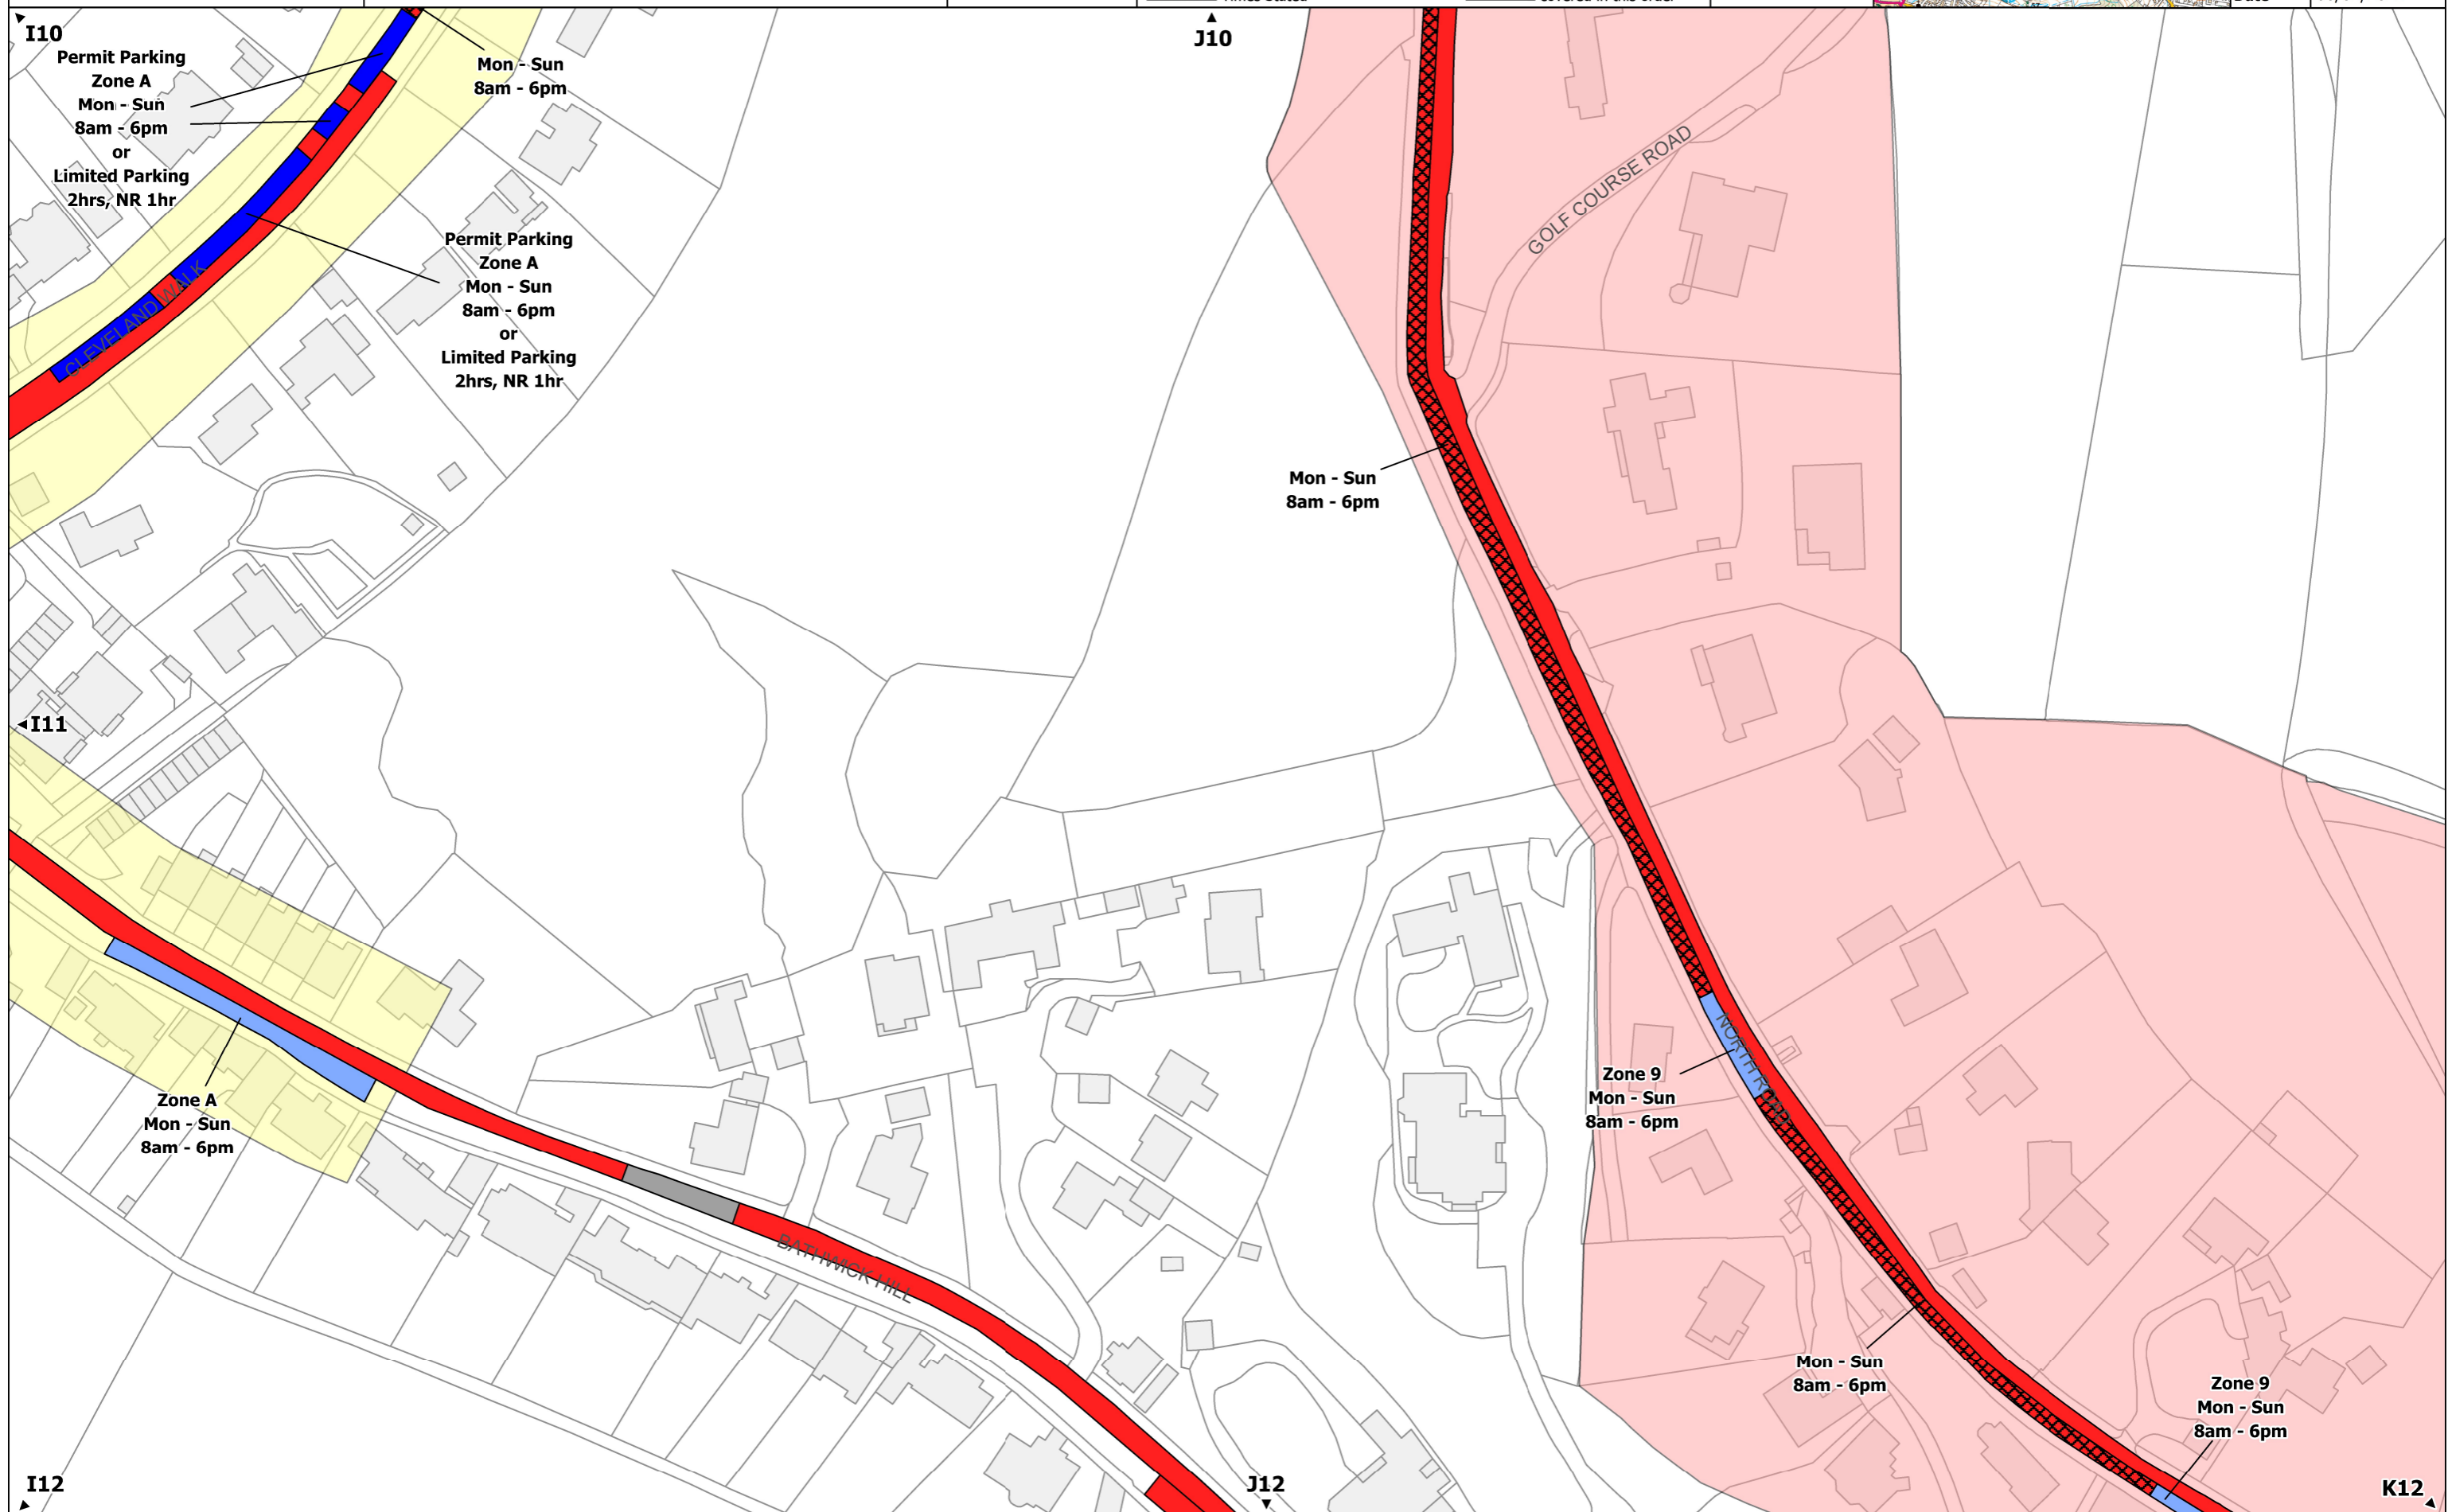 I10
Permit Parking
Zone A
Mon - Sun
8am - 6pm
or
Limited Parking
2hrs, NR 1hr
Mon - Sun
8am - 6pm
J10
Permit Parking
Zone A
Mon - Sun
8am - 6pm
or
Limited Parking
2hrs, NR 1hr
CLEVELAND WALK
GOLF COURSE ROAD
Mon - Sun
8am - 6pm
I11
Zone A
Mon - Sun
8am - 6pm
BATHWICK HILL
NORTH ROAD
Zone 9
Mon - Sun
8am - 6pm
Mon - Sun
8am - 6pm
Zone 9
Mon - Sun
8am - 6pm
I12
J12
K12